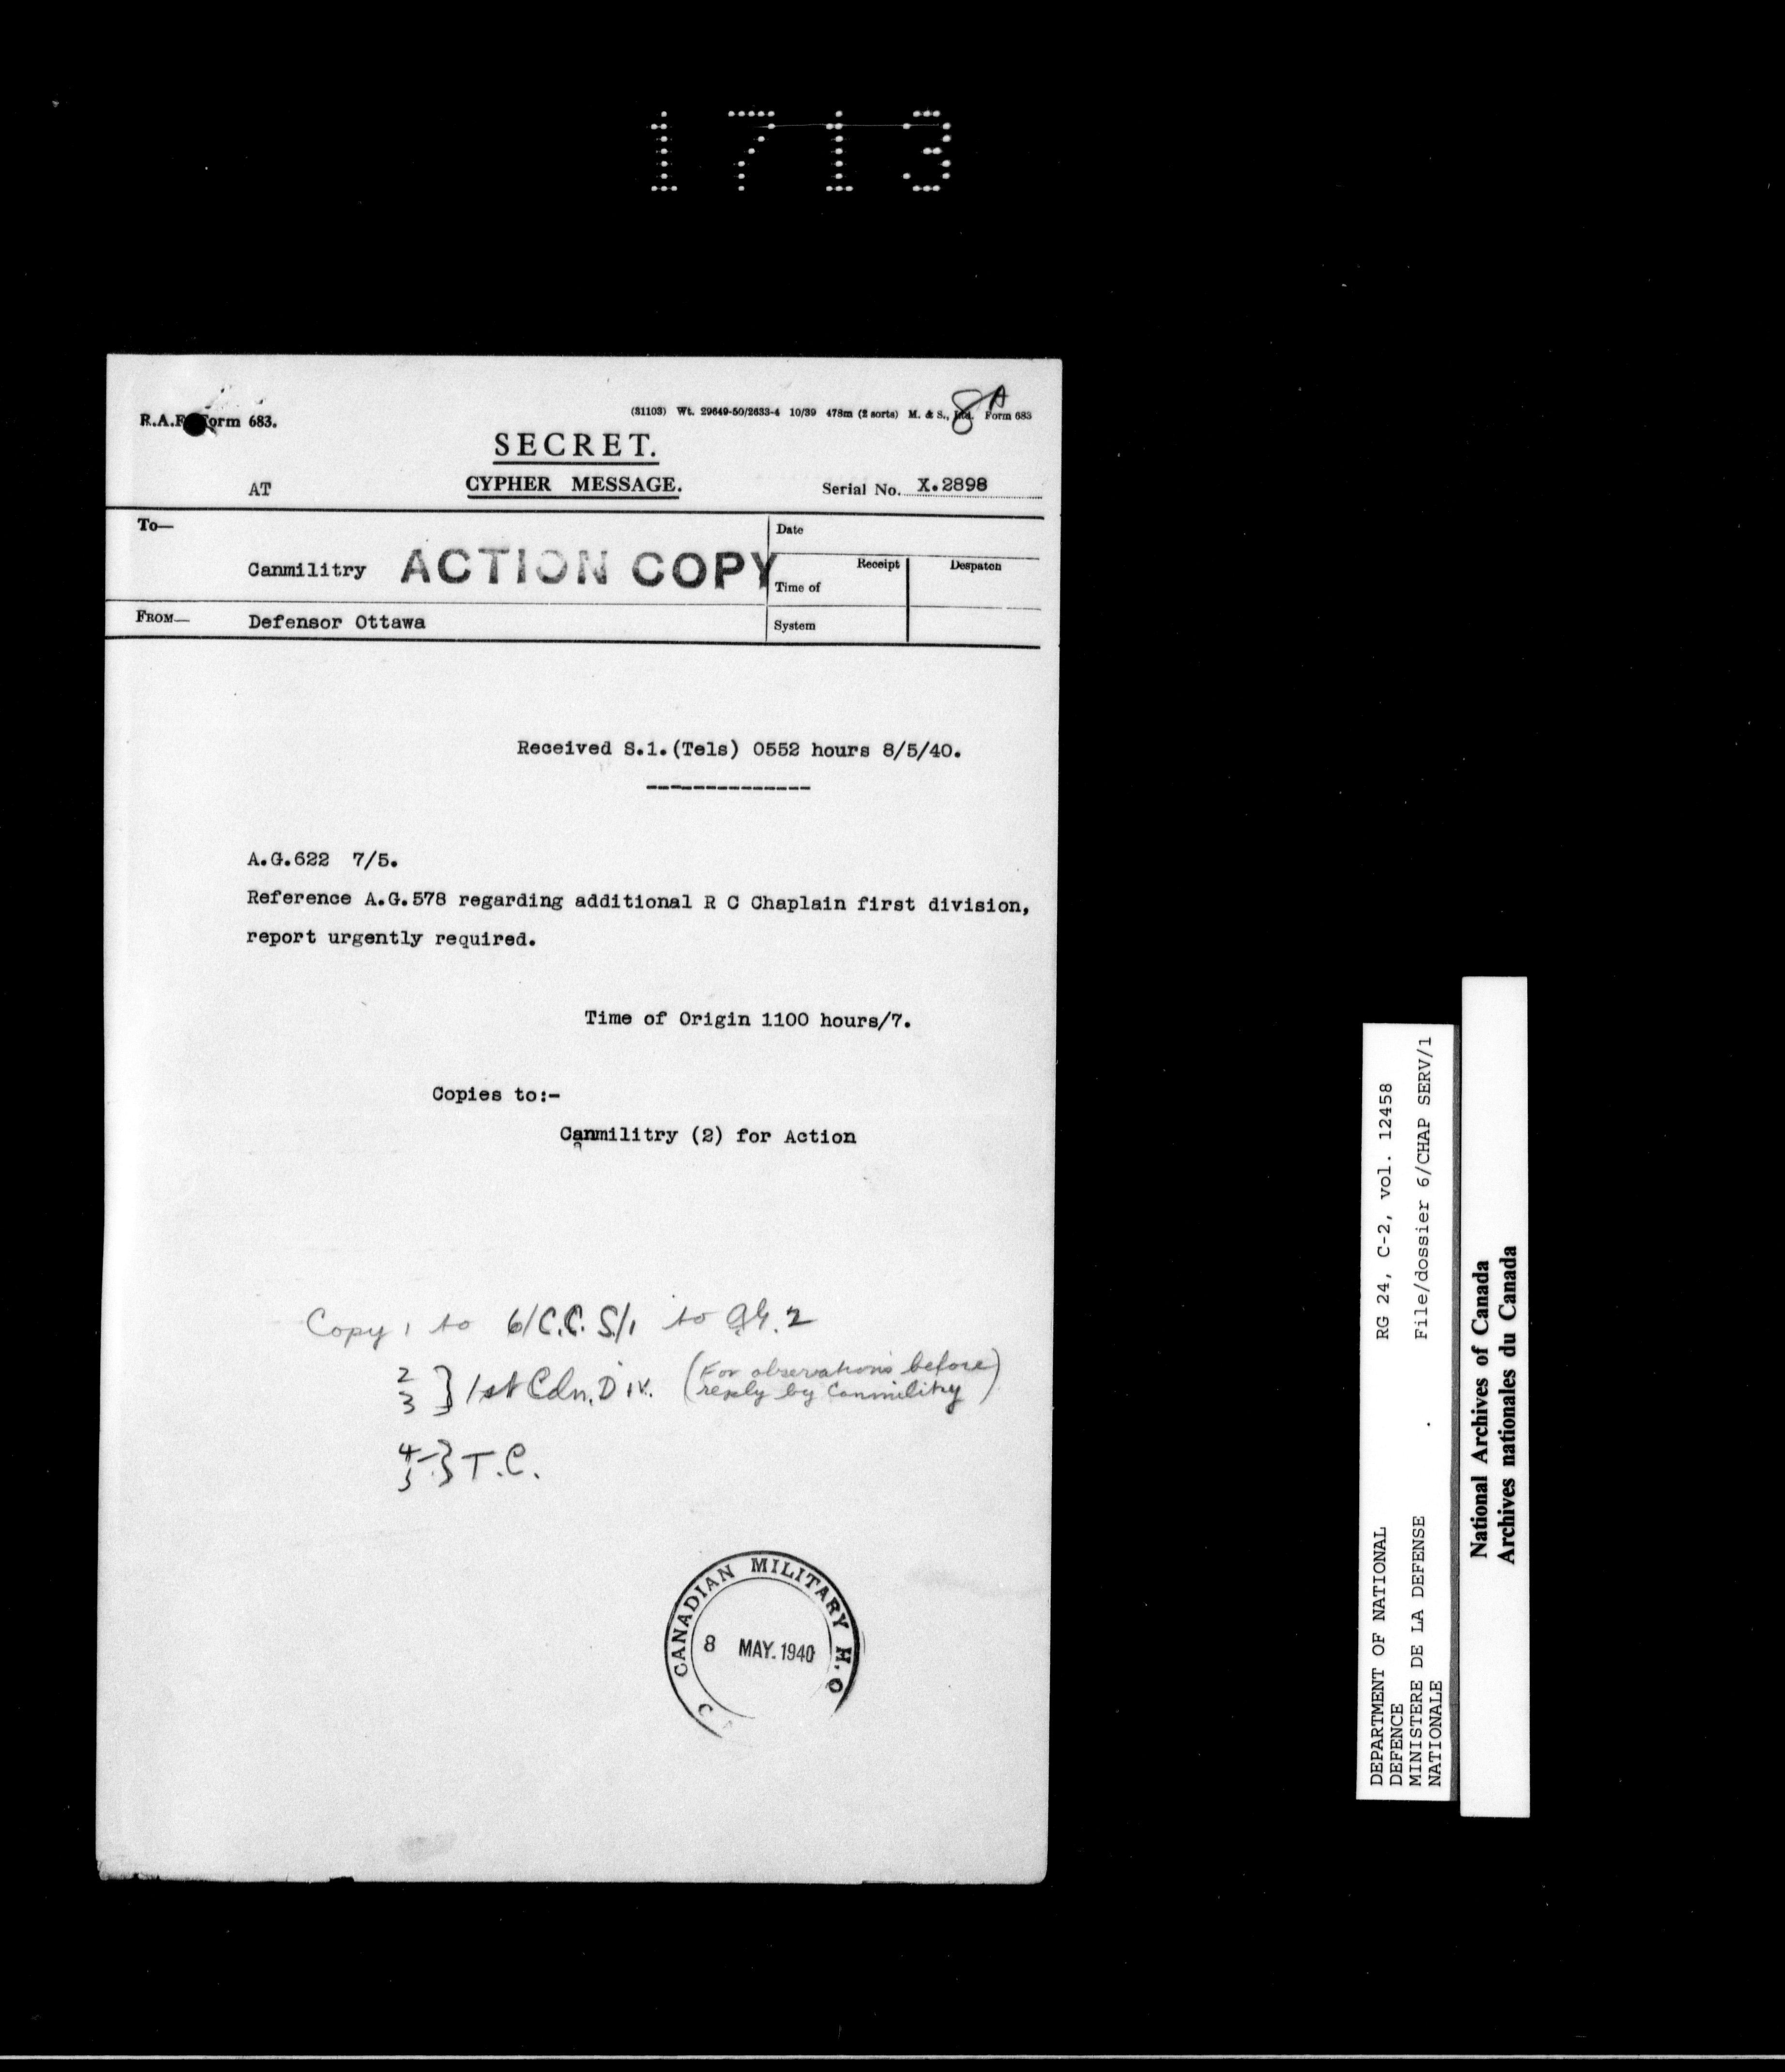 1713
8A
R.A.F. Form 683.
(31103) Wt. 29649-50/2633-4 10/39 478m (2 sorts) M. & S., Ltd. Form 683
SECRET.
AT
CYPHER MESSAGE.
Serial No. X.2898
To—
Canmilitry
ACTION COPY
Date
Time of
Receipt
Despatch
FROM—
Defensor Ottawa
System
Received S.1.(Tels) 0552 hours 8/5/40.
--------------
A.G.622 7/5.
Reference A.G.578 regarding additional R C Chaplain first division,
report urgently required.
Time of Origin 1100 hours/7.
Copies to:-
Canmilitry (2) for Action
Copy 1 to 6/C.C.S/1 to A.G.2
2
3 } 1st Cdn. Div. (For observations before
reply by Canmilitry)
4
5 } T.C.
CANADIAN MILITARY H.Q
8 MAY. 1940
DEPARTMENT OF NATIONAL
DEFENCE
MINISTERE DE LA DEFENSE
NATIONALE
RG 24, C-2, vol. 12458
File/dossier 6/CHAP SERV/1
National Archives of Canada
Archives nationales du Canada